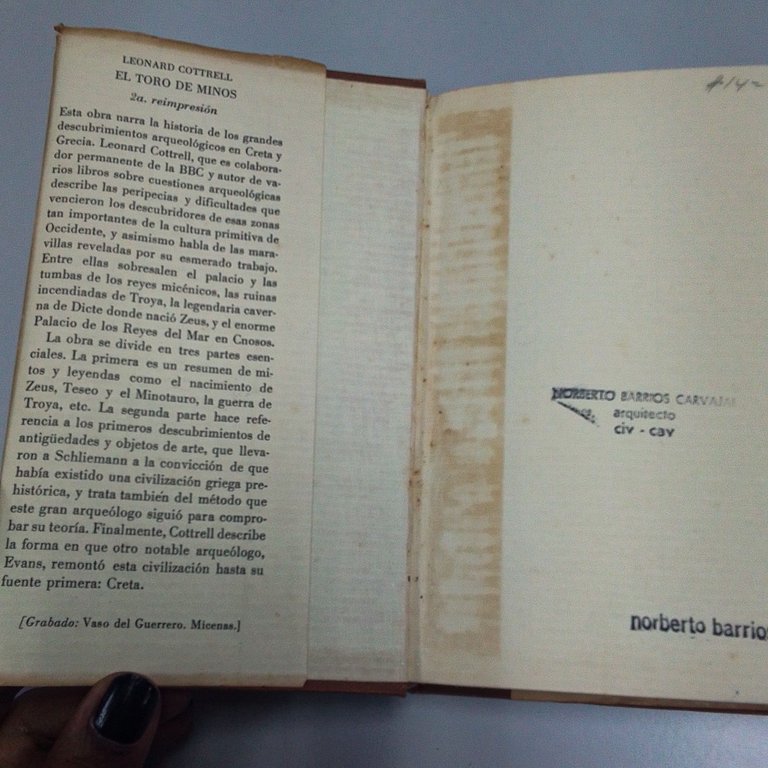 LEONARD COTTRELL
EL TORO DE MINOS
2a. reimpresión
Esta obra narra la historia de los grandes
descubrimientos arqueológicos en Creta y
Grecia. Leonard Cottrell, que es colabora-
dor permanente de la BBC y autor de va-
rios libros sobre cuestiones arqueológicas
describe las peripecias y dificultades que
vencieron los descubridores de esas zonas
tan importantes de la cultura primitiva de
Occidente, y asimismo habla de las mara-
villas reveladas por su esmerado trabajo.
Entre ellas sobresalen el palacio y las
tumbas de los reyes micénicos, las ruinas
incendiadas de Troya, la legendaria caver-
na de Dicte donde nació Zeus, y el enorme
Palacio de los Reyes del Mar en Cnosos.
La obra se divide en tres partes esen-
ciales. La primera es un resumen de mi-
tos y leyendas como el nacimiento de
Zeus, Teseo y el Minotauro, la guerra de
Troya, etc. La segunda parte hace refe-
rencia a los primeros descubrimientos de
antigüedades y objetos de arte, que lleva-
ron a Schliemann a la convicción de que
había existido una civilización griega pre-
histórica, y trata también del método que
este gran arqueólogo siguió para compro-
bar su teoría. Finalmente, Cottrell describe
la forma en que otro notable arqueólogo,
Evans, remontó esta civilización hasta su
fuente primera: Creta.
[Grabado: Vaso del Guerrero. Micenas.]
NORBERTO BARRIOS CARVAJAL
arquitecto
civ - cav
norberto barrios